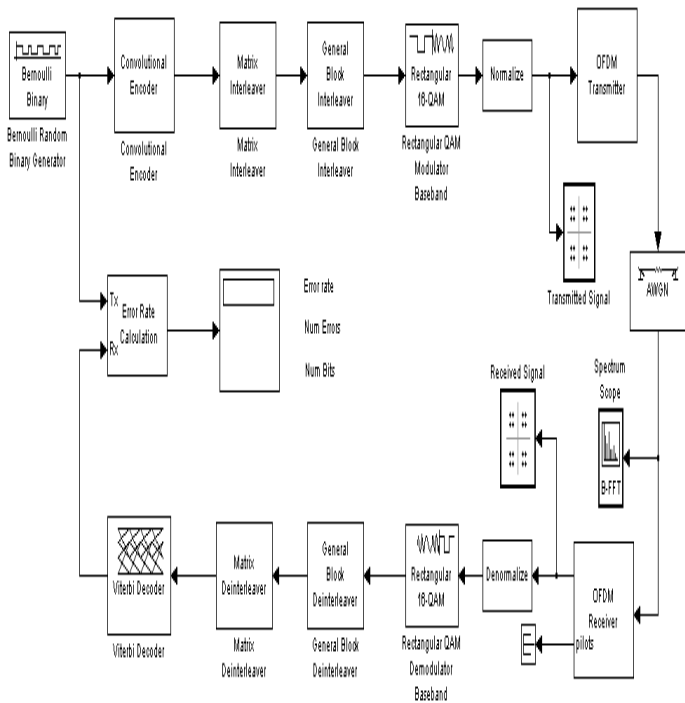 Bernoulli
Binary
Bernoulli Random
Binary Generator
Convolutional
Encoder
Convolutional
Encoder
Matrix
Interleaver
Matrix
Interleaver
General
Block
Interleaver
General Block
Interleaver
Rectangular
16-QAM
Rectangular QAM
Modulator
Baseband
Normalize
OFDM
Transmitter
Transmitted Signal
AWGN
Tx
Rx
Error Rate
Calculation
Error rate
Num Errors
Num Bits
Received Signal
Spectrum
Scope
B-FFT
Viterbi Decoder
Viterbi Decoder
Matrix
Deinterleaver
Matrix
Deinterleaver
General
Block
Deinterleaver
General Block
Deinterleaver
Rectangular
16-QAM
Rectangular QAM
Demodulator
Baseband
Denormalize
OFDM
Receiver
pilots